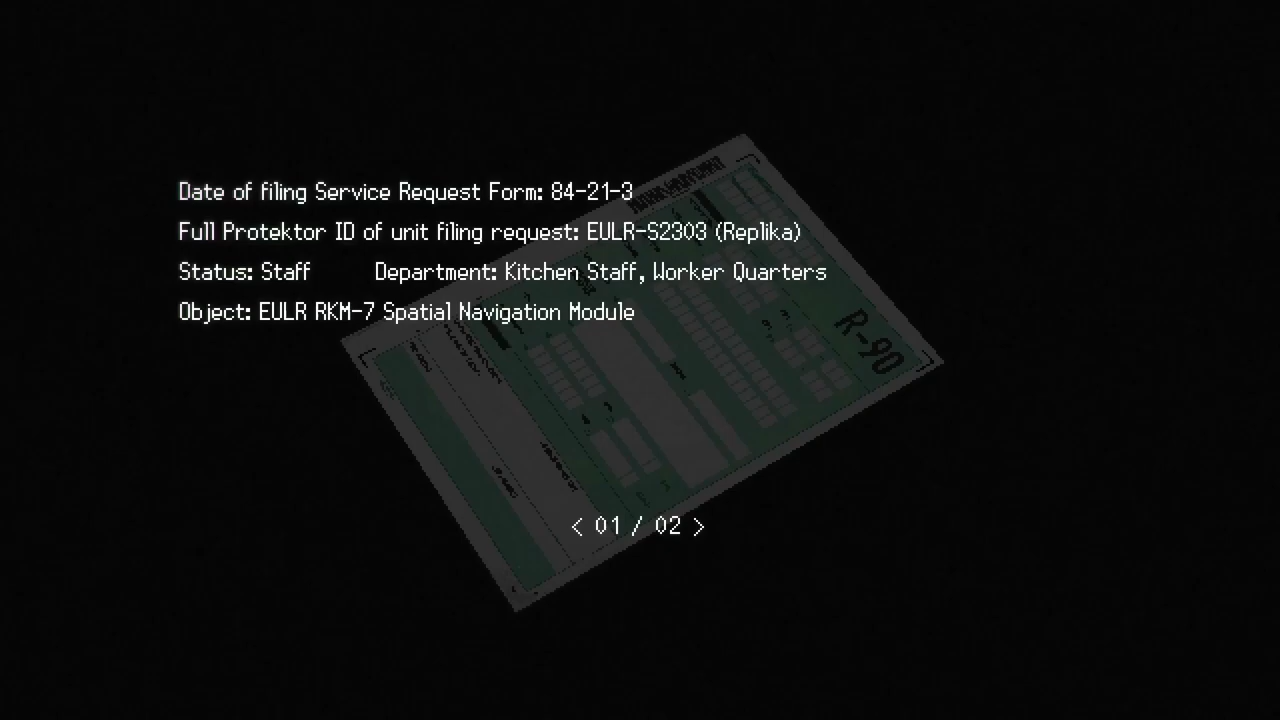 Date of filing Service Request Form: 84-21-3
Full Protektor ID of unit filing request: EULR-S2303 (Replika)
Status: Staff Department: Kitchen Staff, Worker Quarters
Object: EULR RKM-7 Spatial Navigation Module
R-90
< 01 / 02 >